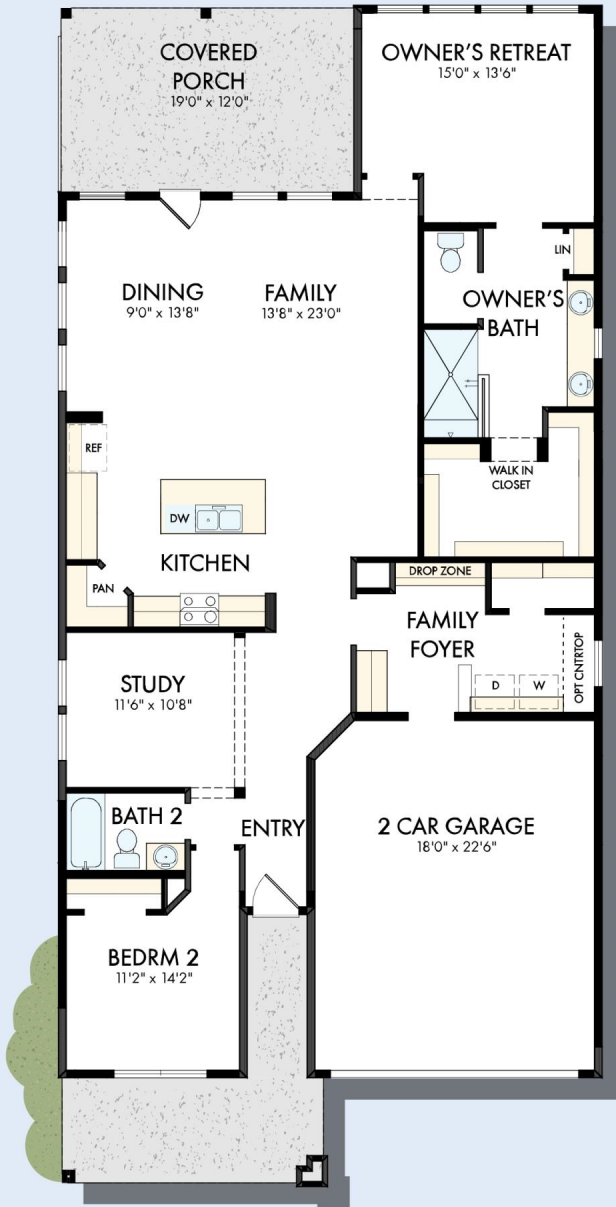 COVERED
PORCH
19'0" x 12'0"
OWNER'S RETREAT
15'0" x 13'6"
LIN
OWNER'S
BATH
DINING
9'0" x 13'8"
FAMILY
13'8" x 23'0"
REF
WALK IN
CLOSET
DW
KITCHEN
PAN
DROP ZONE
FAMILY
FOYER
OPT CNTRTOP
D
W
STUDY
11'6" x 10'8"
BATH 2
ENTRY
2 CAR GARAGE
18'0" x 22'6"
BEDRM 2
11'2" x 14'2"